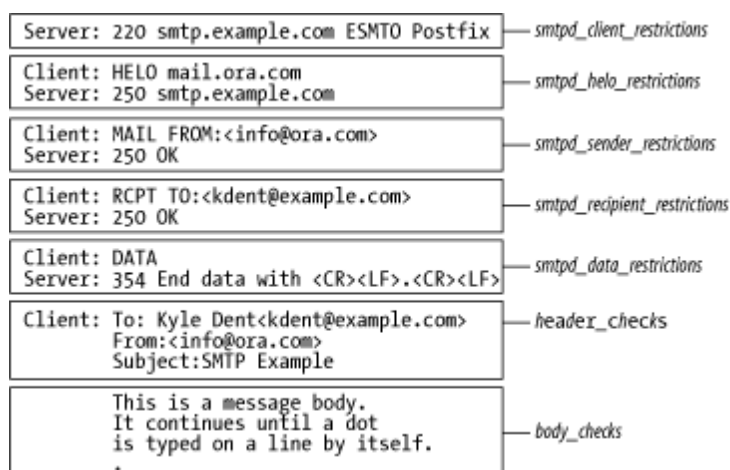 Server: 220 smtp.example.com ESMTO Postfix
smtpd_client_restrictions
Client: HELO mail.ora.com
Server: 250 smtp.example.com
smtpd_helo_restrictions
Client: MAIL FROM:<info@ora.com>
Server: 250 OK
smtpd_sender_restrictions
Client: RCPT TO:<kdent@example.com>
Server: 250 OK
smtpd_recipient_restrictions
Client: DATA
Server: 354 End data with <CR><LF>.<CR><LF>
smtpd_data_restrictions
Client: To: Kyle Dent<kdent@example.com>
From:<info@ora.com>
Subject:SMTP Example
header_checks
This is a message body.
It continues until a dot
is typed on a line by itself.
.
body_checks